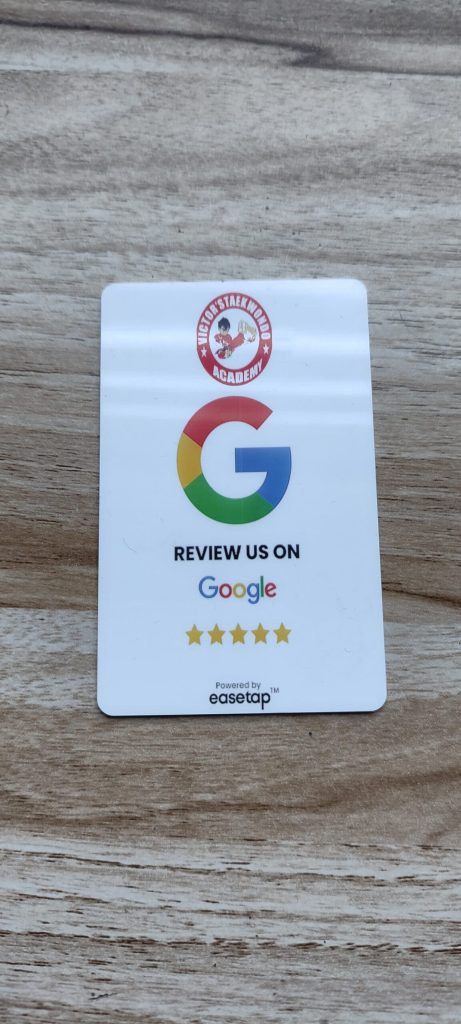 VICTOR'S TAEKWONDO
ACADEMY
G
REVIEW US ON
Google
Powered by
easetap™